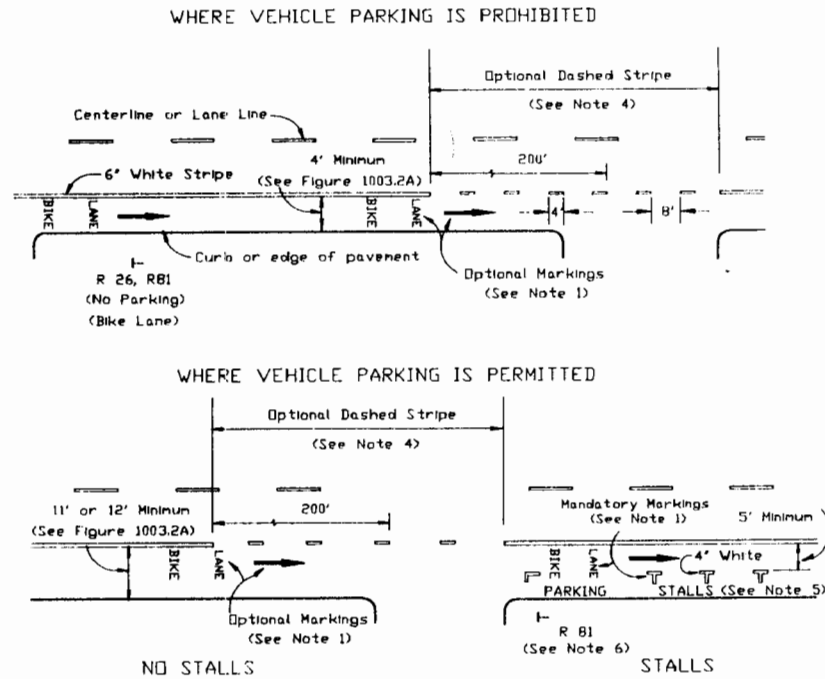 WHERE VEHICLE PARKING IS PROHIBITED
Optional Dashed Stripe
(See Note 4)
Centerline or Lane Line
4' Minimum
(See Figure 1003.2A)
200'
6" White Stripe
BIKE
LANE
BIKE
LANE
4'
8'
Curb or edge of pavement
Optional Markings
(See Note 1)
R 26, R81
(No Parking)
(Bike Lane)
WHERE VEHICLE PARKING IS PERMITTED
Optional Dashed Stripe
(See Note 4)
11' or 12' Minimum
(See Figure 1003.2A)
200'
Mandatory Markings
(See Note 1)
5' Minimum
BIKE
LANE
BIKE
LANE
4" White
PARKING STALLS (See Note 5)
Optional Markings
(See Note 1)
R 81
(See Note 6)
NO STALLS
STALLS